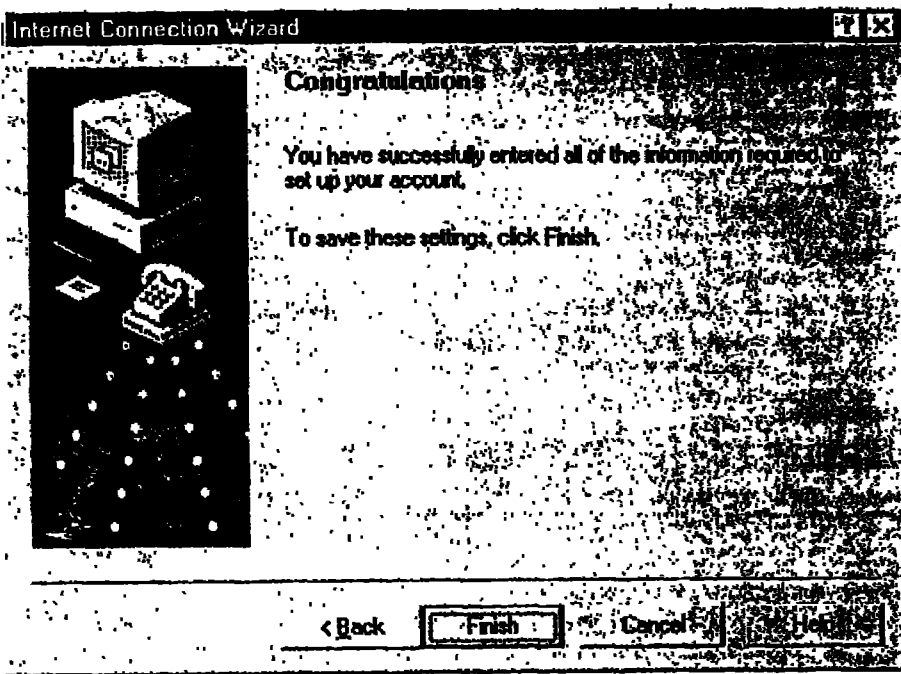 Internet Connection Wizard
Congratulations
You have successfully entered all of the information required to
set up your account.
To save these settings, click Finish.
< Back Finish Cancel Help